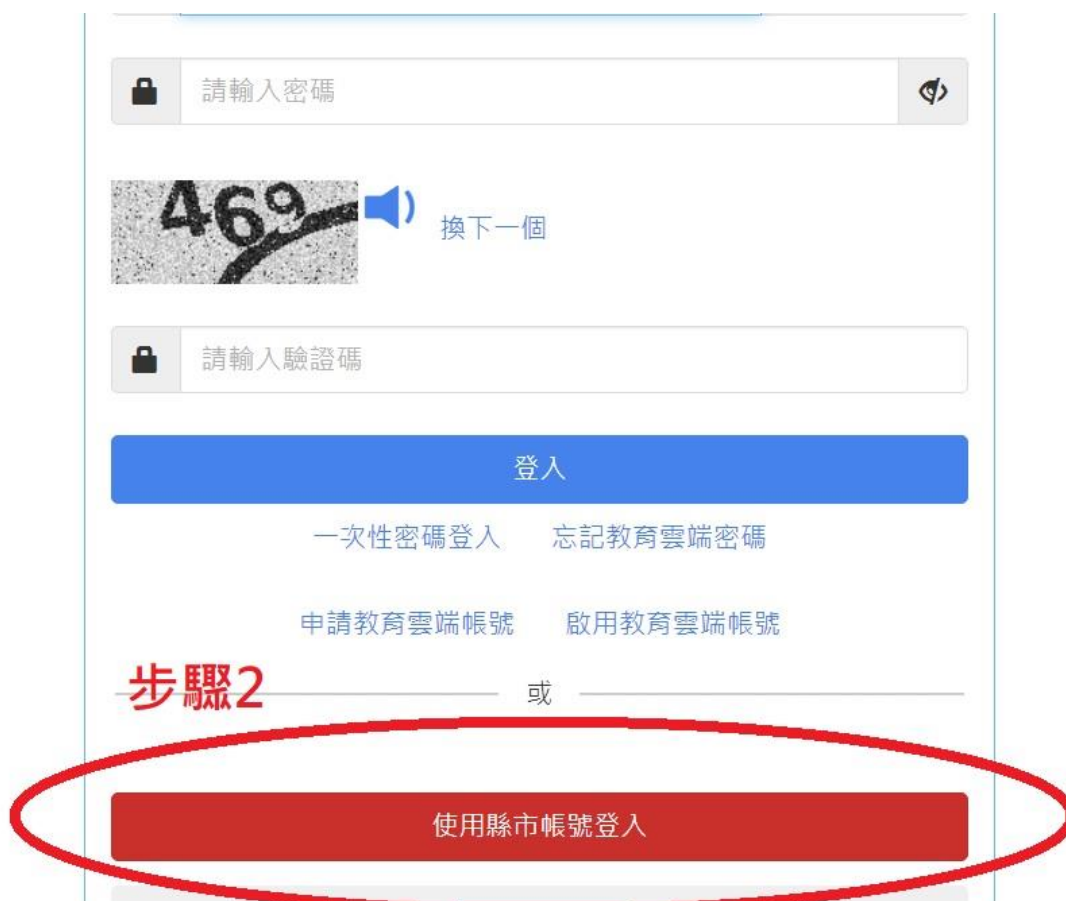 請輸入密碼
469
換下一個
請輸入驗證碼
登入
一次性密碼登入 忘記教育雲端密碼
申請教育雲端帳號 啟用教育雲端帳號
步驟2
或
使用縣市帳號登入